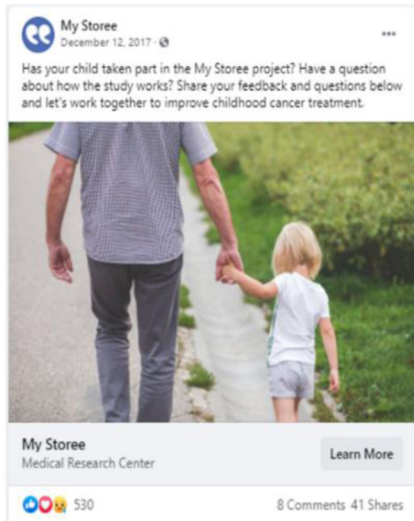 My Storee
December 12, 2017 ·
Has your child taken part in the My Storee project? Have a question
about how the study works? Share your feedback and questions below
and let's work together to improve childhood cancer treatment.
My Storee
Medical Research Center
Learn More
530
8 Comments 41 Shares